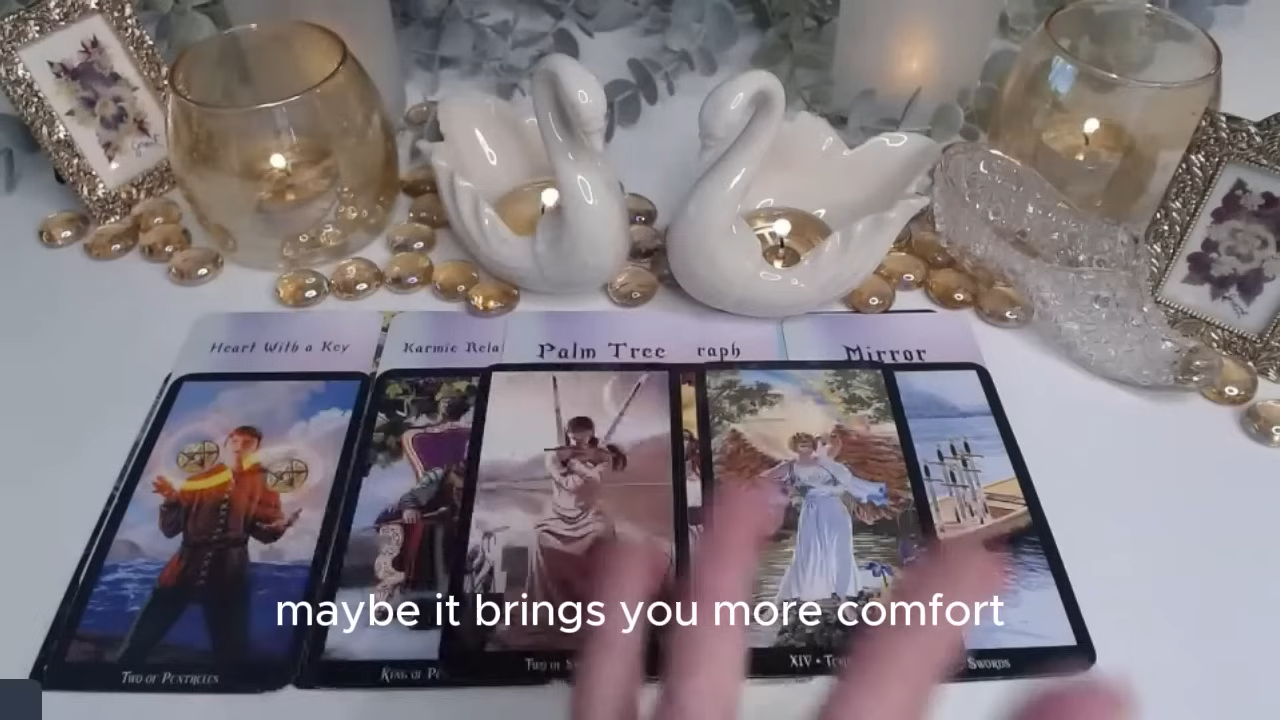 Heart With a Key
Karmic Rela
Palm Tree
raph
Mirror
maybe it brings you more comfort
Two of Pentacles
King of Pe
Two of S
XIV • Te
Swords